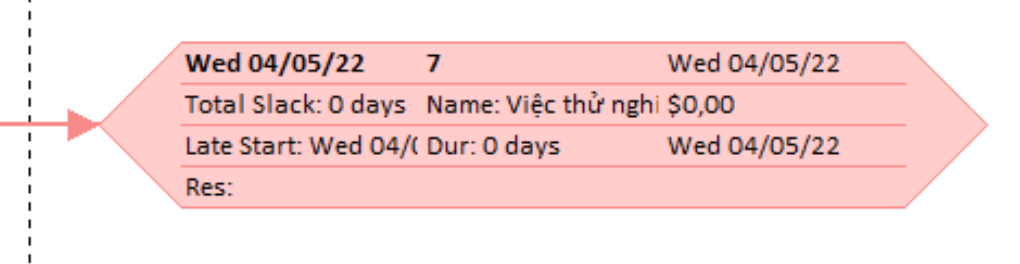 Wed 04/05/22 7 Wed 04/05/22
Total Slack: 0 days Name: Việc thử nghi $0,00
Late Start: Wed 04/( Dur: 0 days Wed 04/05/22
Res: